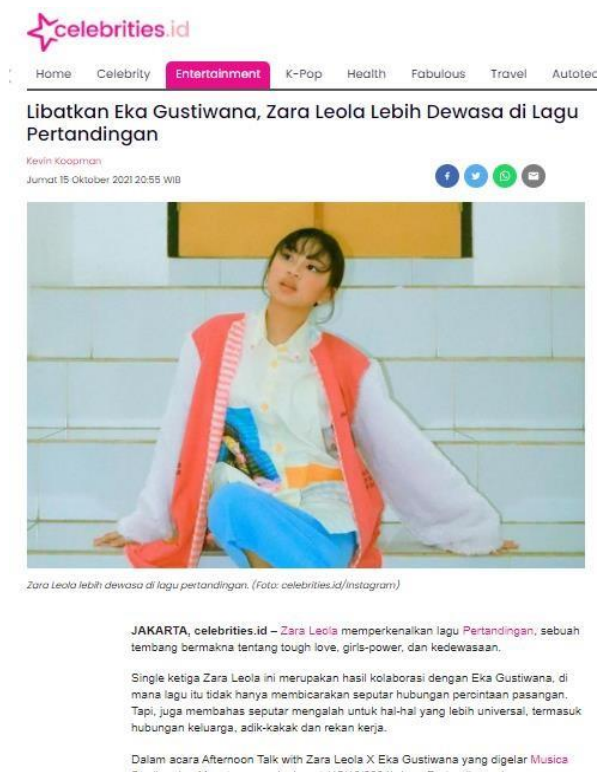 celebrities.id
Home Celebrity Entertainment K-Pop Health Fabulous Travel Autotec
Libatkan Eka Gustiwana, Zara Leola Lebih Dewasa di Lagu
Pertandingan
Kevin Koopman
Jumat 15 Oktober 2021 20:55 WIB
Zara Leola lebih dewasa di lagu pertandingan. (Foto: celebrities.id/Instagram)
JAKARTA, celebrities.id – Zara Leola memperkenalkan lagu Pertandingan, sebuah
tembang bermakna tentang tough love, girls-power, dan kedewasaan.
Single ketiga Zara Leola ini merupakan hasil kolaborasi dengan Eka Gustiwana, di
mana lagu itu tidak hanya membicarakan seputar hubungan percintaan pasangan.
Tapi, juga membahas seputar mengalah untuk hal-hal yang lebih universal, termasuk
hubungan keluarga, adik-kakak dan rekan kerja.
Dalam acara Afternoon Talk with Zara Leola X Eka Gustiwana yang digelar Musica